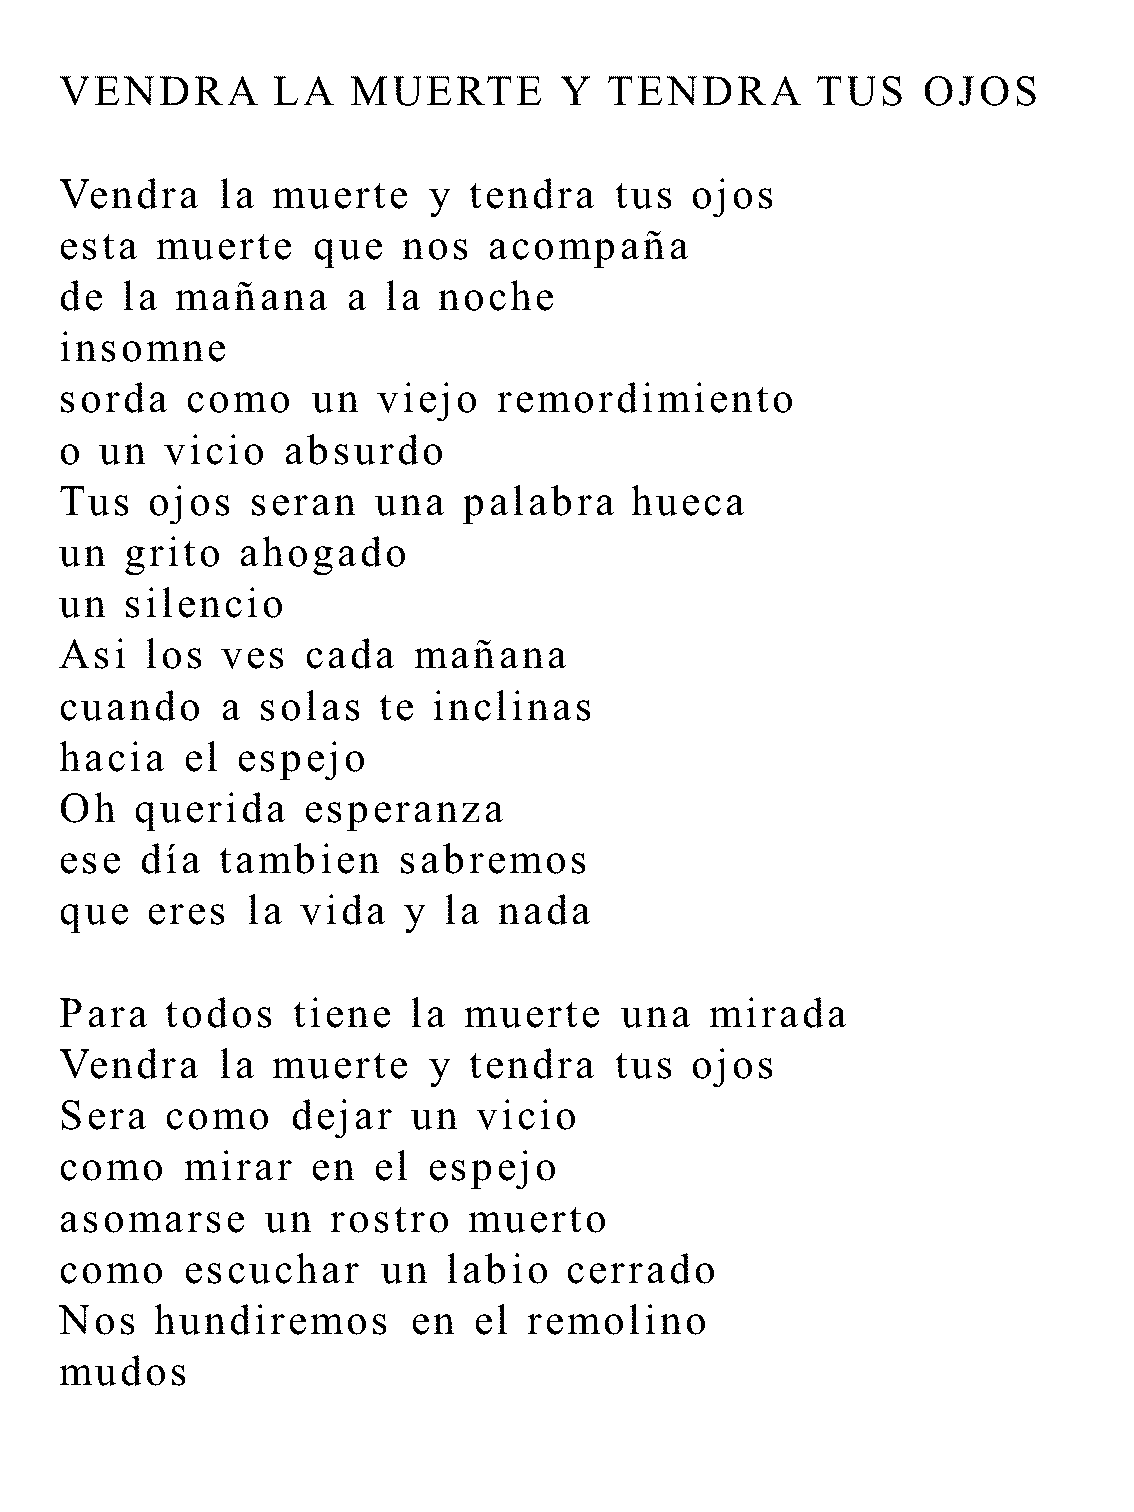 VENDRA LA MUERTE Y TENDRA TUS OJOS

Vendra la muerte y tendra tus ojos
esta muerte que nos acompaña
de la mañana a la noche
insomne
sorda como un viejo remordimiento
o un vicio absurdo
Tus ojos seran una palabra hueca
un grito ahogado
un silencio
Asi los ves cada mañana
cuando a solas te inclinas
hacia el espejo
Oh querida esperanza
ese día tambien sabremos
que eres la vida y la nada

Para todos tiene la muerte una mirada
Vendra la muerte y tendra tus ojos
Sera como dejar un vicio
como mirar en el espejo
asomarse un rostro muerto
como escuchar un labio cerrado
Nos hundiremos en el remolino
mudos